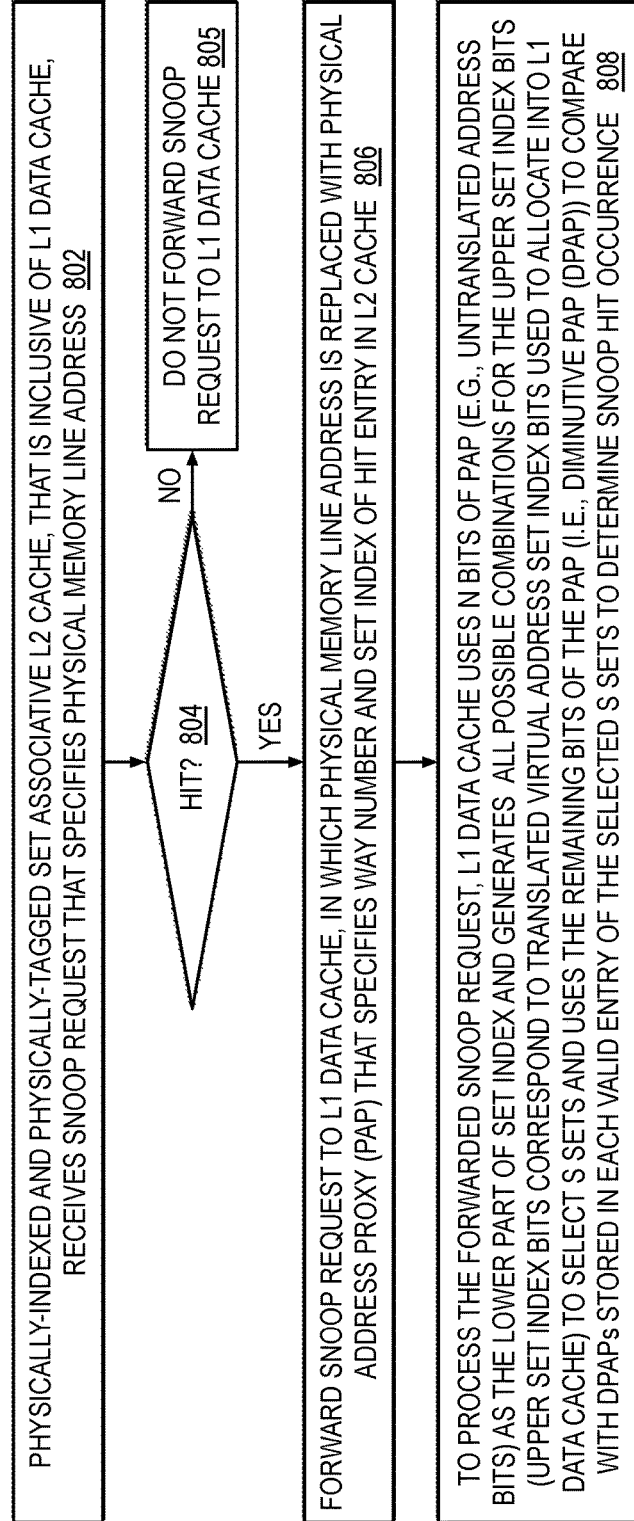 PHYSICALLY-INDEXED AND PHYSICALLY-TAGGED SET ASSOCIATIVE L2 CACHE, THAT IS INCLUSIVE OF L1 DATA CACHE,
RECEIVES SNOOP REQUEST THAT SPECIFIES PHYSICAL MEMORY LINE ADDRESS 802
HIT? 804
NO
DO NOT FORWARD SNOOP
REQUEST TO L1 DATA CACHE 805
YES
FORWARD SNOOP REQUEST TO L1 DATA CACHE, IN WHICH PHYSICAL MEMORY LINE ADDRESS IS REPLACED WITH PHYSICAL
ADDRESS PROXY (PAP) THAT SPECIFIES WAY NUMBER AND SET INDEX OF HIT ENTRY IN L2 CACHE 806
TO PROCESS THE FORWARDED SNOOP REQUEST, L1 DATA CACHE USES N BITS OF PAP (E.G., UNTRANSLATED ADDRESS
BITS) AS THE LOWER PART OF SET INDEX AND GENERATES ALL POSSIBLE COMBINATIONS FOR THE UPPER SET INDEX BITS
(UPPER SET INDEX BITS CORRESPOND TO TRANSLATED VIRTUAL ADDRESS SET INDEX BITS USED TO ALLOCATE INTO L1
DATA CACHE) TO SELECT S SETS AND USES THE REMAINING BITS OF THE PAP (I.E., DIMINUTIVE PAP (DPAP)) TO COMPARE
WITH DPAPs STORED IN EACH VALID ENTRY OF THE SELECTED S SETS TO DETERMINE SNOOP HIT OCCURRENCE 808